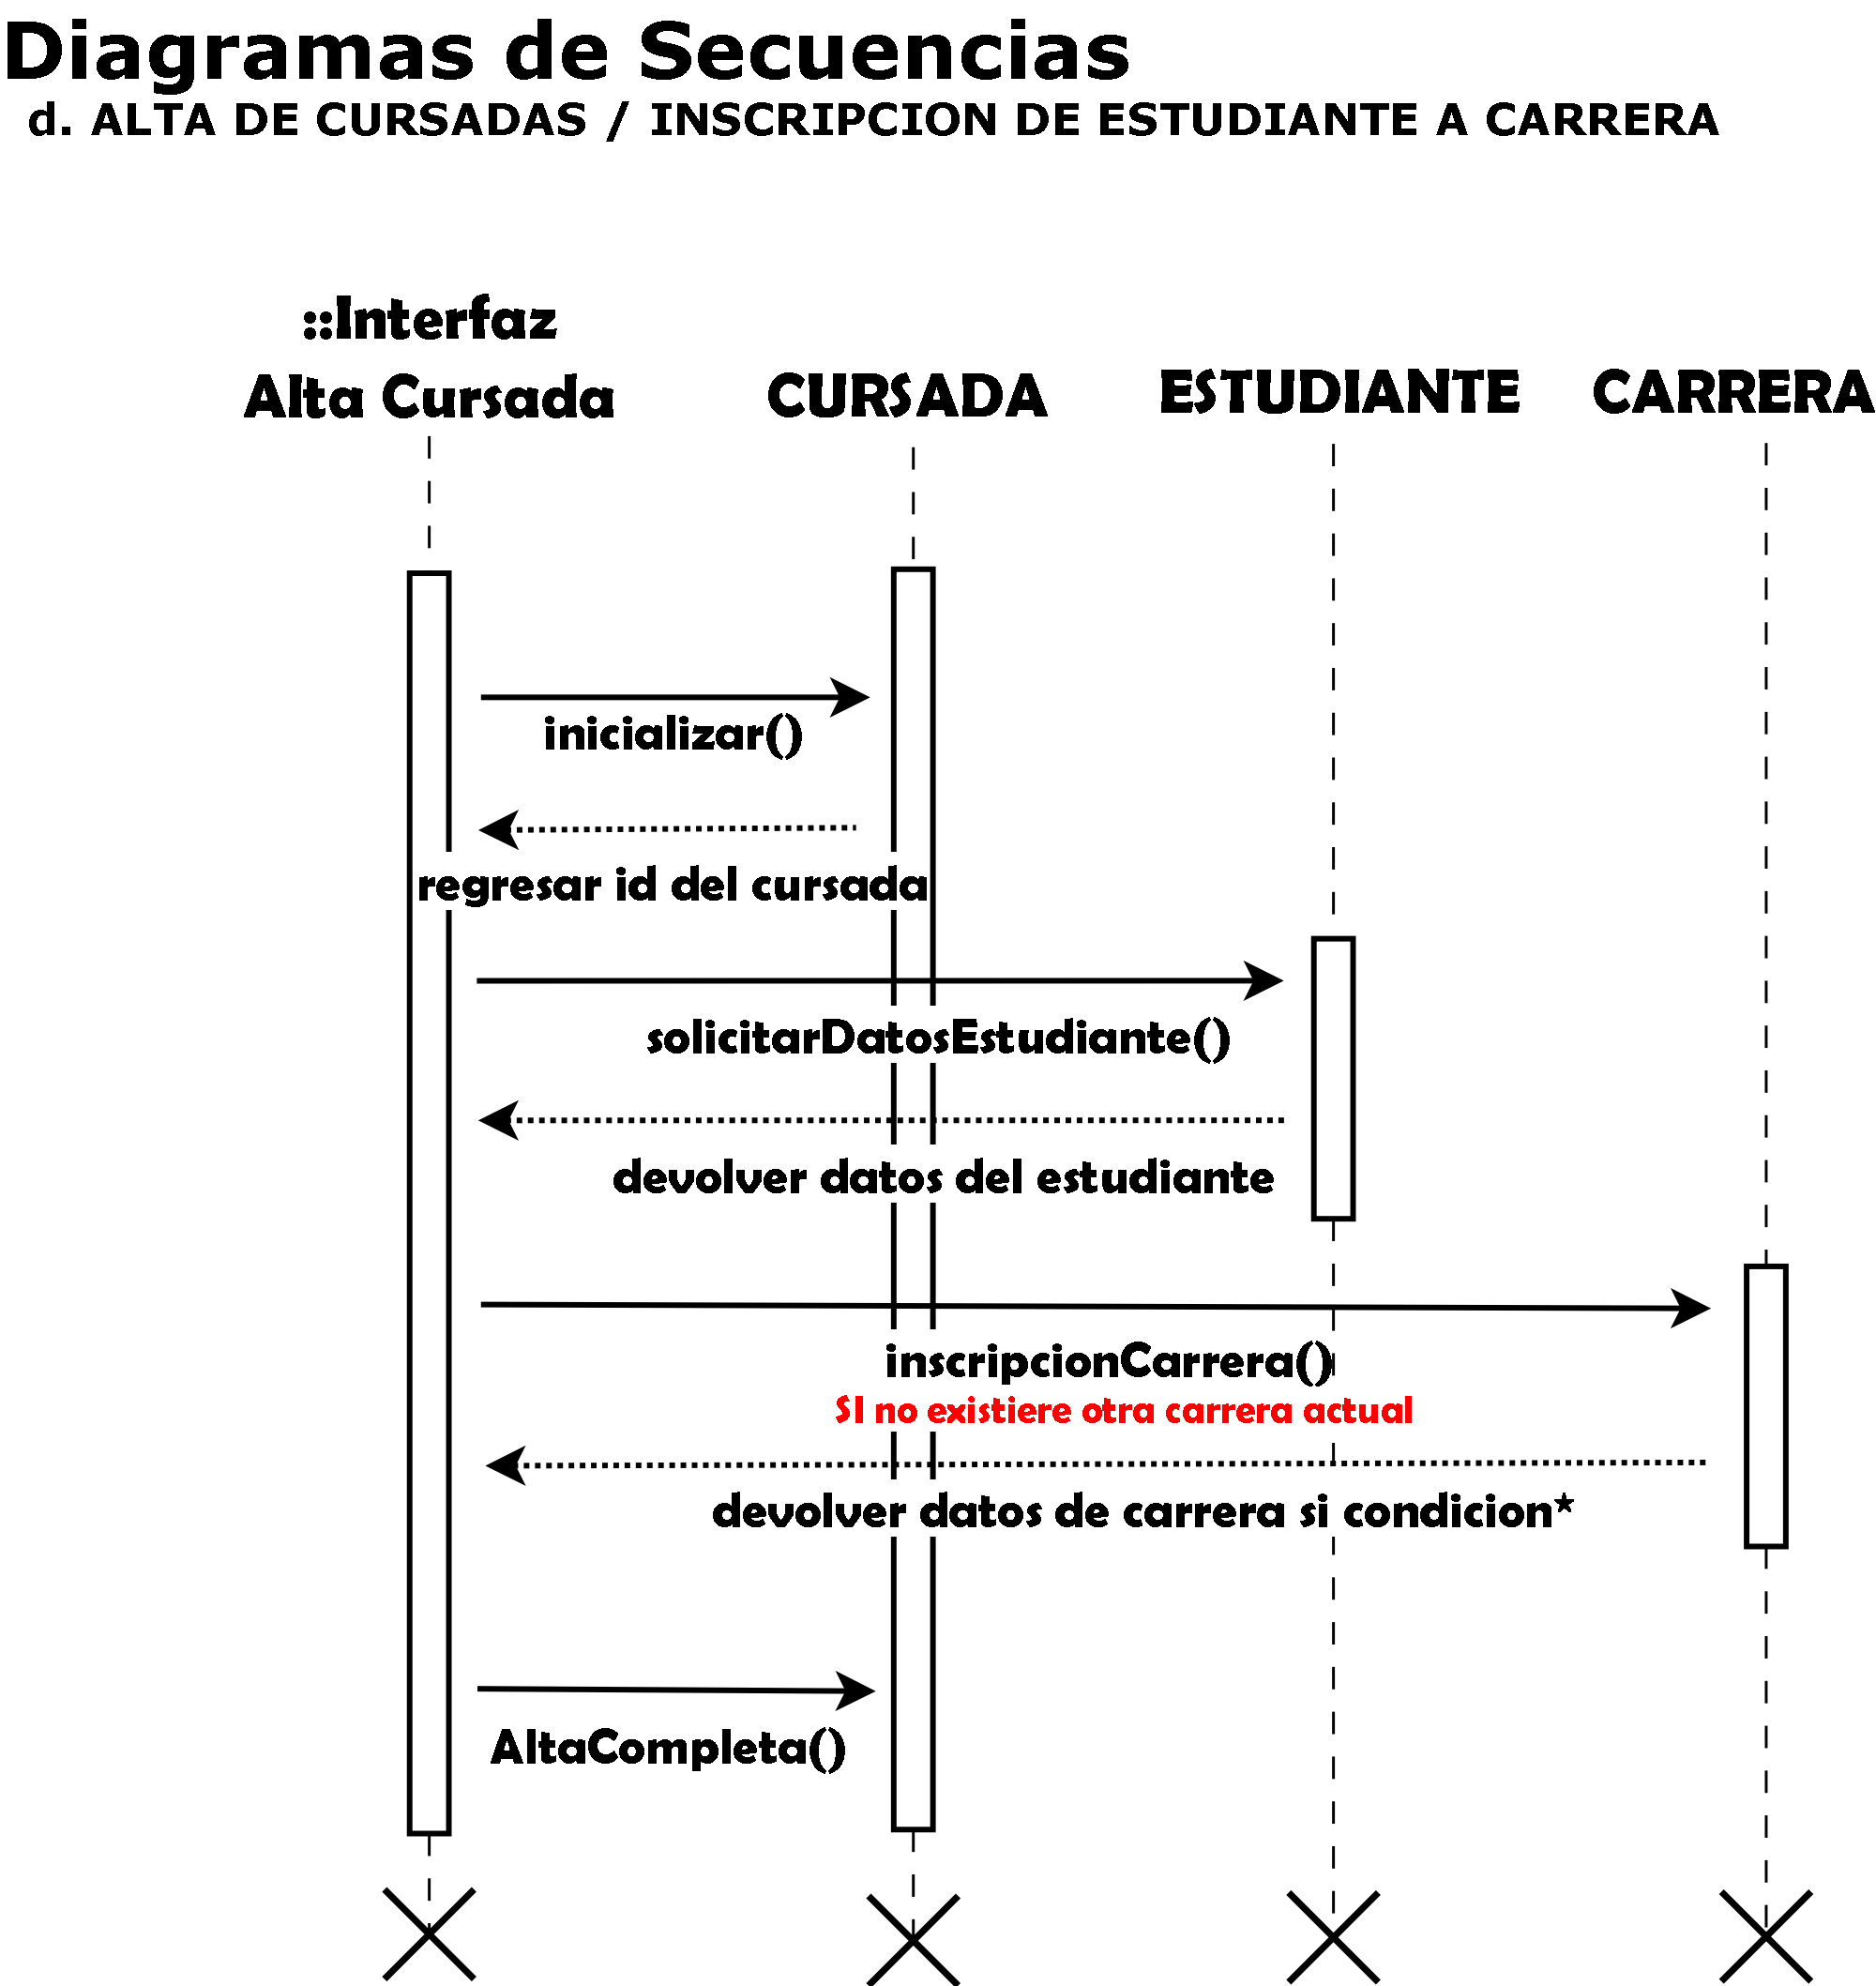 Diagramas de Secuencias
d. ALTA DE CURSADAS / INSCRIPCION DE ESTUDIANTE A CARRERA
::Interfaz
Alta Cursada
CURSADA
ESTUDIANTE
CARRERA
inicializar()
regresar id del cursada
solicitarDatosEstudiante()
devolver datos del estudiante
inscripcionCarrera()
SI no existiere otra carrera actual
devolver datos de carrera si condicion*
AltaCompleta()